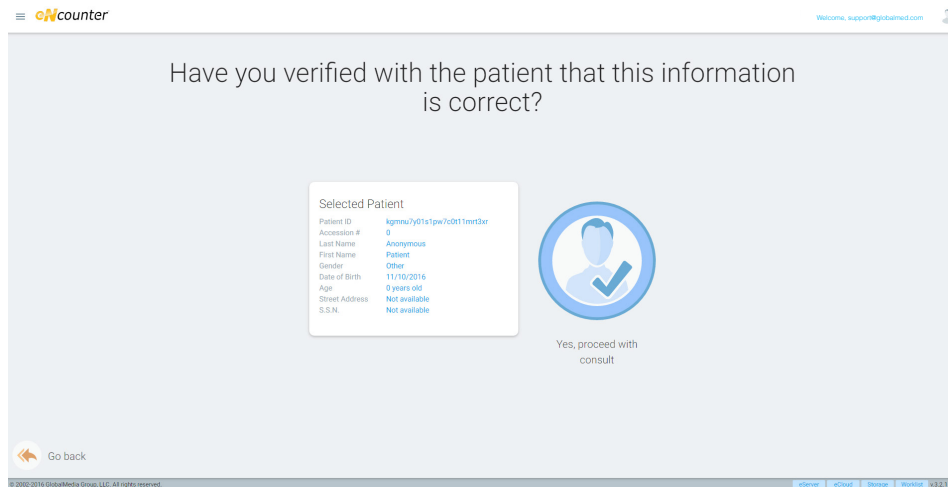 eNcounter
Welcome, support@globalmed.com
Have you verified with the patient that this information
is correct?
Selected Patient
Patient ID kgmnu7y01s1pw7c0t11mrt3xr
Accession # 0
Last Name Anonymous
First Name Patient
Gender Other
Date of Birth 11/10/2016
Age 0 years old
Street Address Not available
S.S.N. Not available
Yes, proceed with
consult
Go back
© 2002-2016 GlobalMedia Group, LLC. All rights reserved.
eServer eCloud Storage Worklist v.3.2.1